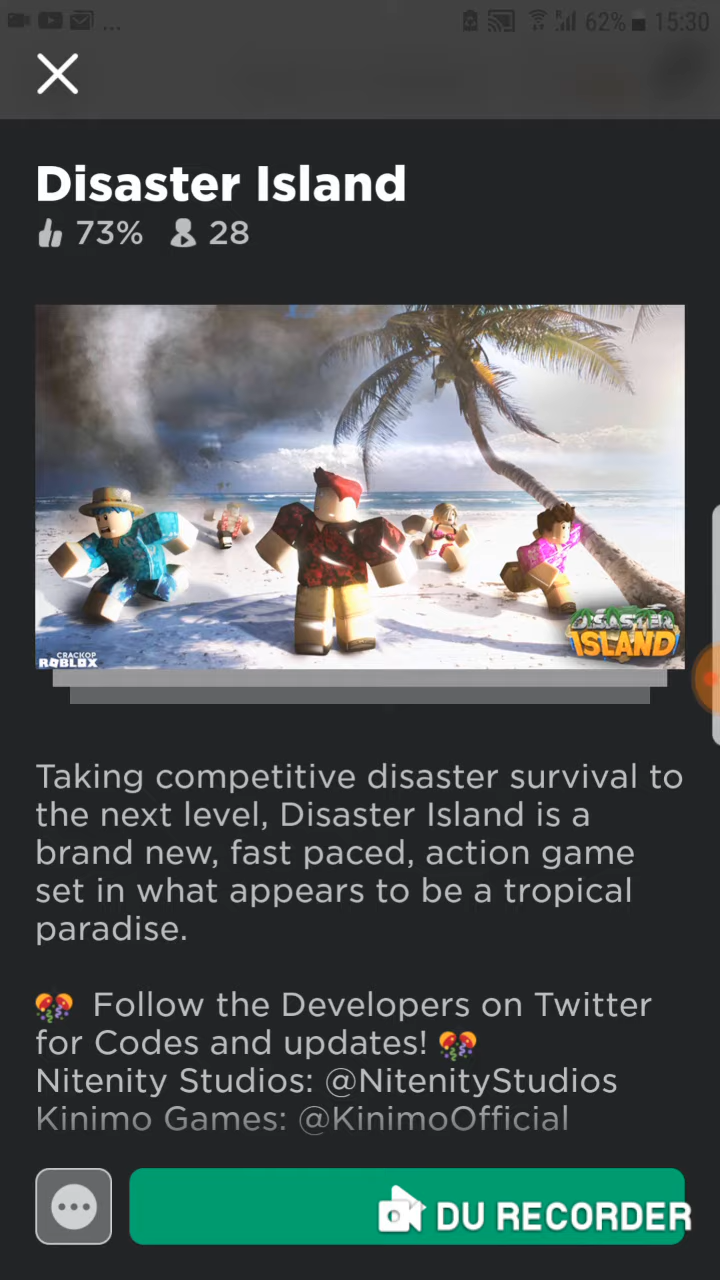 ... 62% 15:30
Disaster Island
73% 28
DISASTER
ISLAND
CRACKOP
ROBLOX
Taking competitive disaster survival to
the next level, Disaster Island is a
brand new, fast paced, action game
set in what appears to be a tropical
paradise.
Follow the Developers on Twitter
for Codes and updates!
Nitenity Studios: @NitenityStudios
Kinimo Games: @KinimoOfficial
DU RECORDER